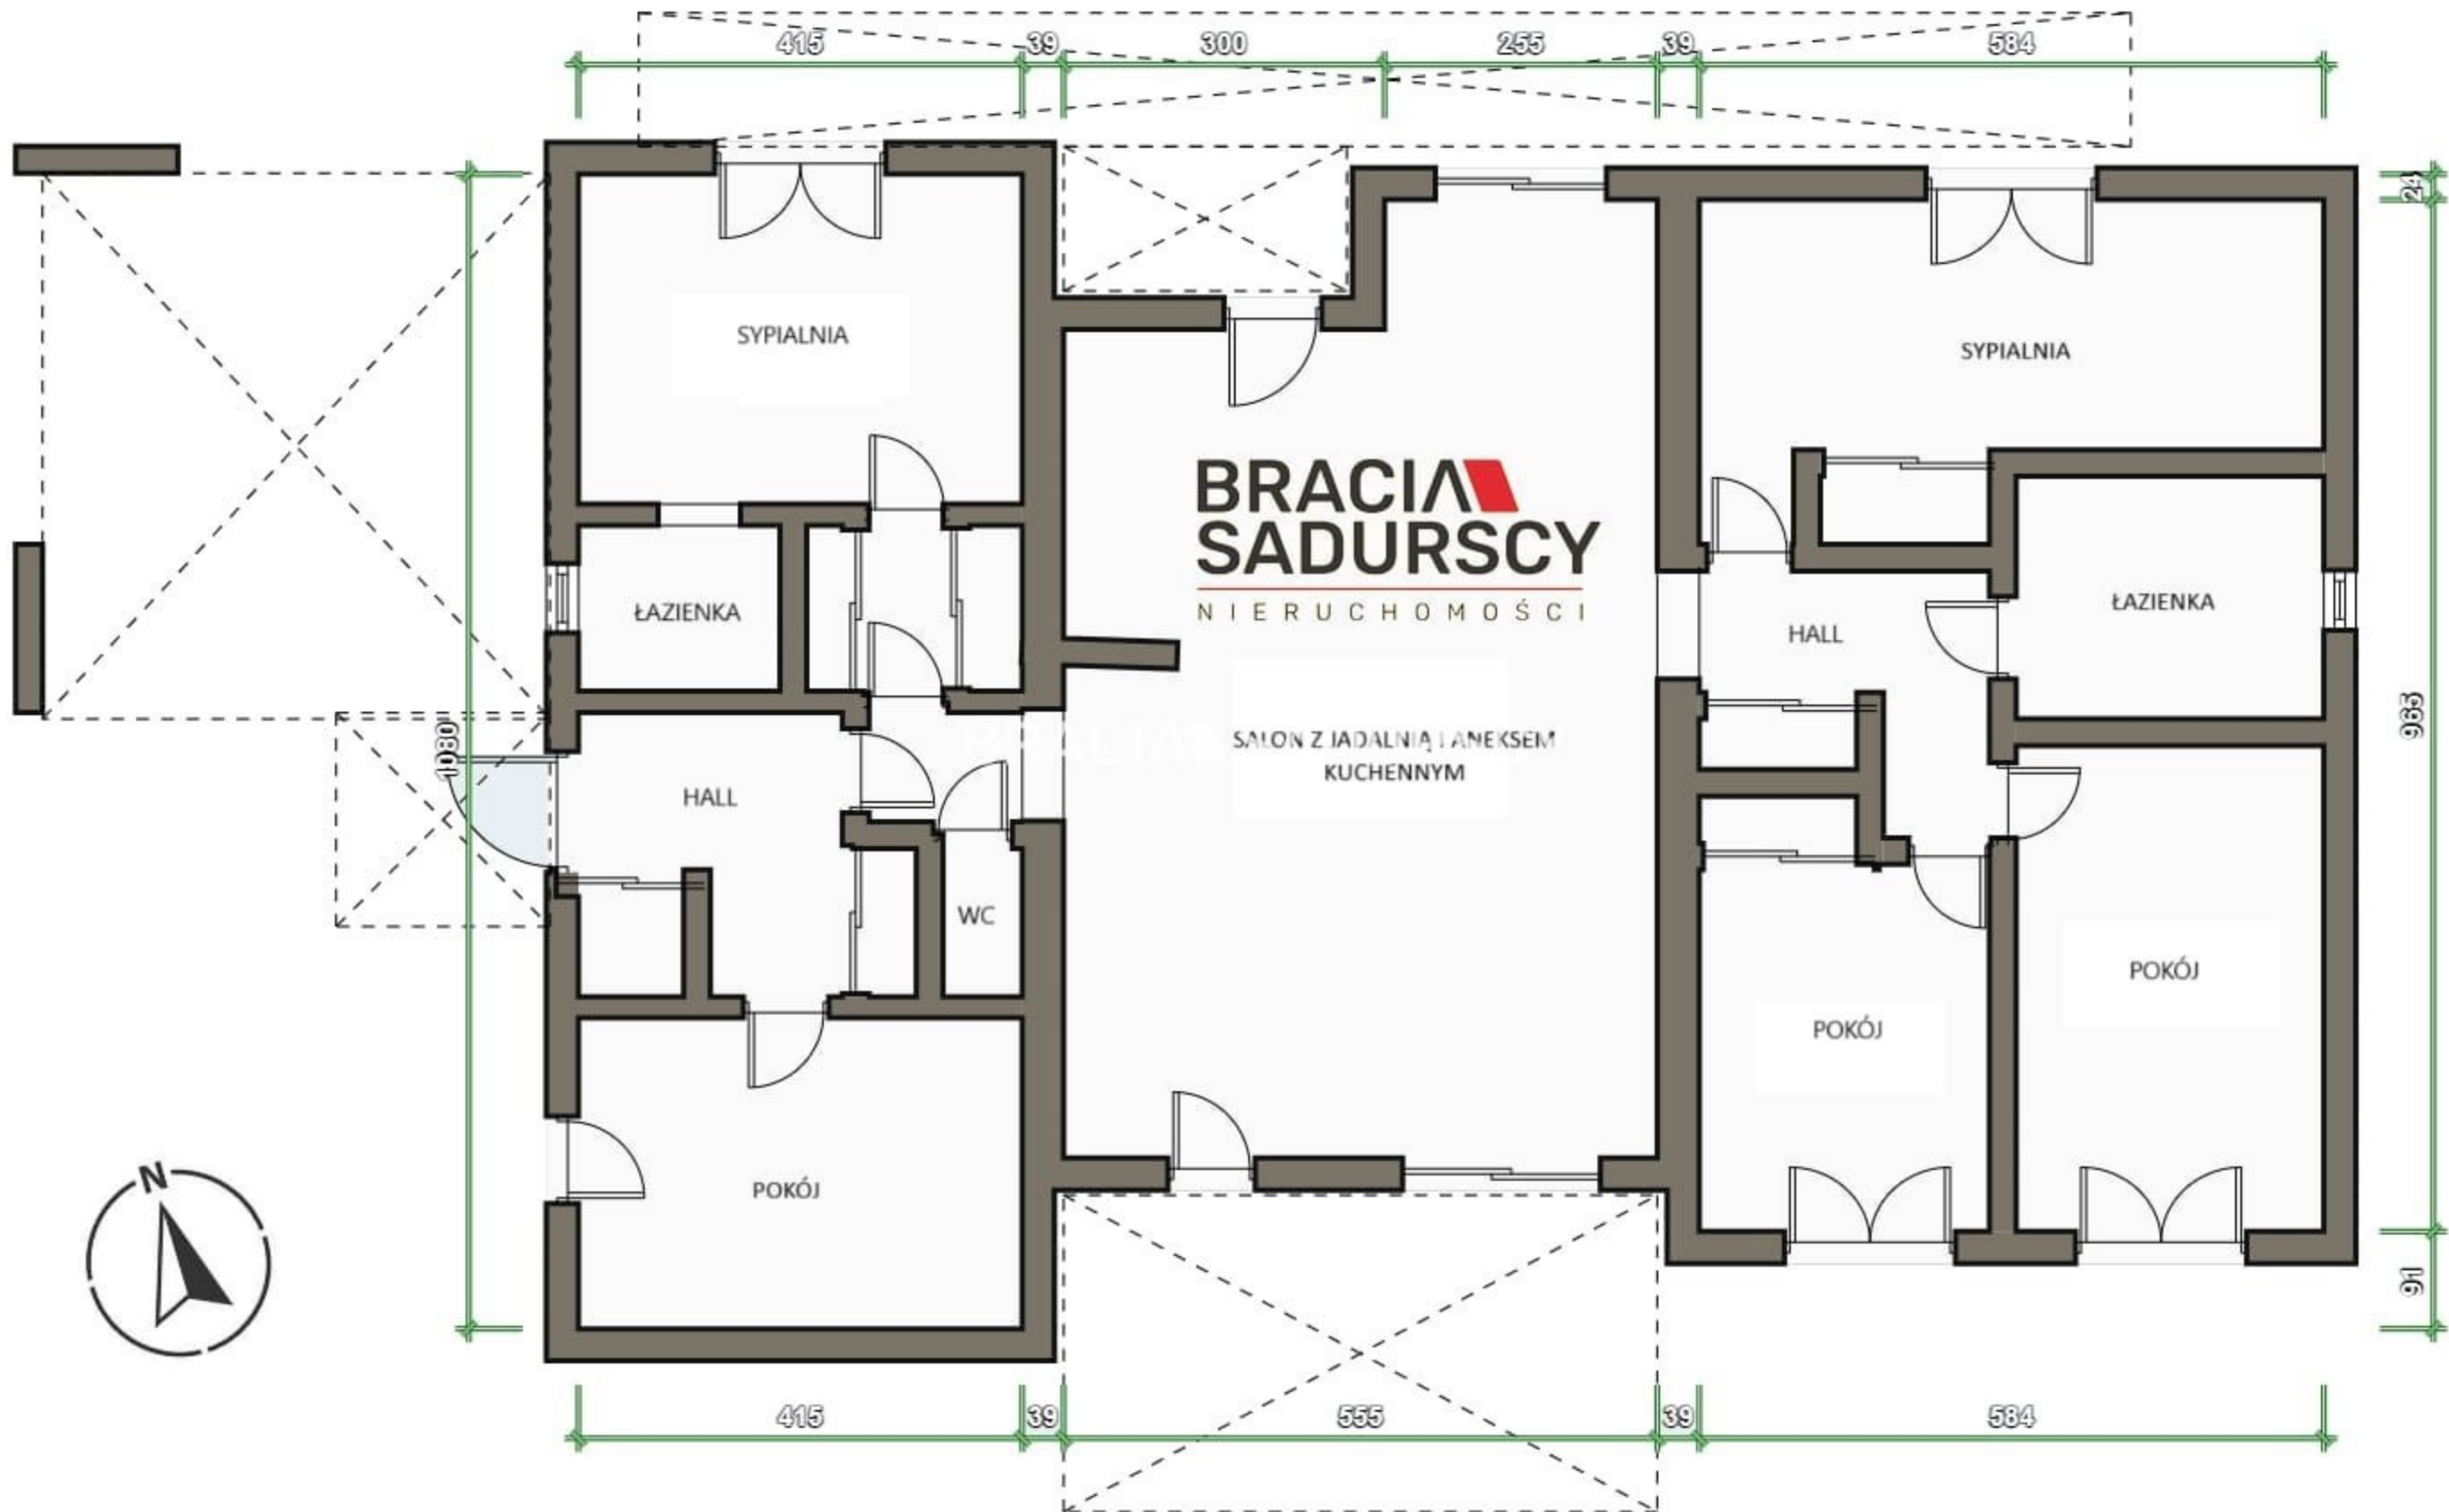 415 39 300 255 39 584
24
SYPIALNIA
SYPIALNIA
BRACIA
SADURSCY
NIERUCHOMOŚCI
ŁAZIENKA
ŁAZIENKA
HALL
1080
SALON Z JADALNIĄ I ANEKSEM
KUCHENNYM
965
HALL
WC
POKÓJ
POKÓJ
N
POKÓJ
91
415 39 555 39 584